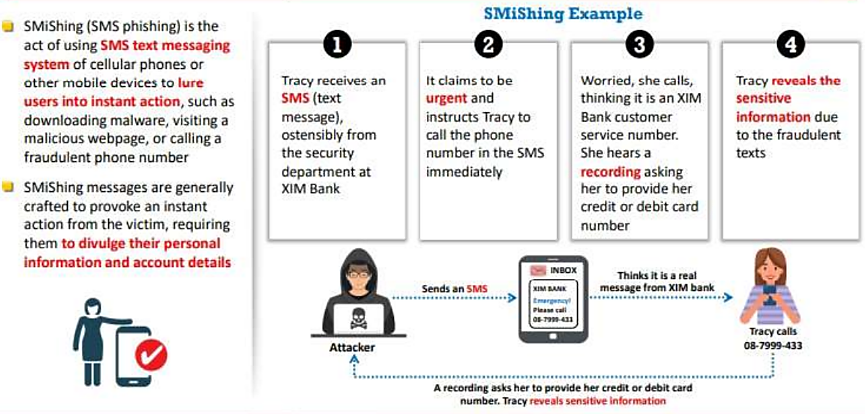 SMiShing (SMS phishing) is the
act of using SMS text messaging
system of cellular phones or
other mobile devices to lure
users into instant action, such as
downloading malware, visiting a
malicious webpage, or calling a
fraudulent phone number
SMiShing messages are generally
crafted to provoke an instant
action from the victim, requiring
them to divulge their personal
information and account details
SMiShing Example
1
Tracy receives an
SMS (text
message),
ostensibly from
the security
department at
XIM Bank
2
It claims to be
urgent and
instructs Tracy to
call the phone
number in the SMS
immediately
3
Worried, she calls,
thinking it is an XIM
Bank customer
service number.
She hears a
recording asking
her to provide her
credit or debit card
number
4
Tracy reveals the
sensitive
information due
to the fraudulent
texts
Attacker
Sends an SMS
INBOX
XIM BANK
Emergency!
Please call
08-7999-433
Thinks it is a real
message from XIM bank
Tracy calls
08-7999-433
A recording asks her to provide her credit or debit card
number. Tracy reveals sensitive information